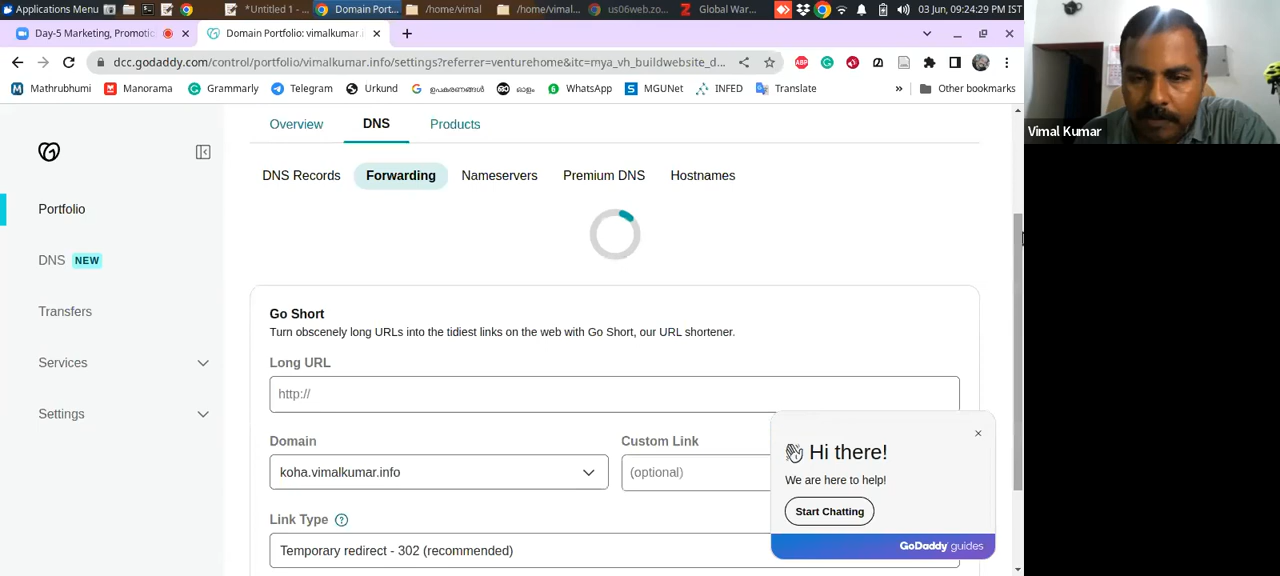 Applications Menu
*Untitled 1 - ...
Domain Port...
/home/vimal
/home/vimal...
us06web.zo...
Global War...
03 Jun, 09:24:29 PM IST
Day-5 Marketing, Promotic
Domain Portfolio: vimalkumar.i
dcc.godaddy.com/control/portfolio/vimalkumar.info/settings?referrer=venturehome&itc=mya_vh_buildwebsite_d...
Mathrubhumi
Manorama
Grammarly
Telegram
Urkund
ഉപകരണങ്ങൾ
ഓളം
WhatsApp
MGUNet
INFED
Translate
»
Other bookmarks
Vimal Kumar
Overview
DNS
Products
DNS Records
Forwarding
Nameservers
Premium DNS
Hostnames
Portfolio
DNS NEW
Transfers
Services
Settings
Go Short
Turn obscenely long URLs into the tidiest links on the web with Go Short, our URL shortener.
Long URL
http://
Domain
Custom Link
koha.vimalkumar.info
(optional)
Link Type ?
Temporary redirect - 302 (recommended)
Hi there!
We are here to help!
Start Chatting
GoDaddy guides